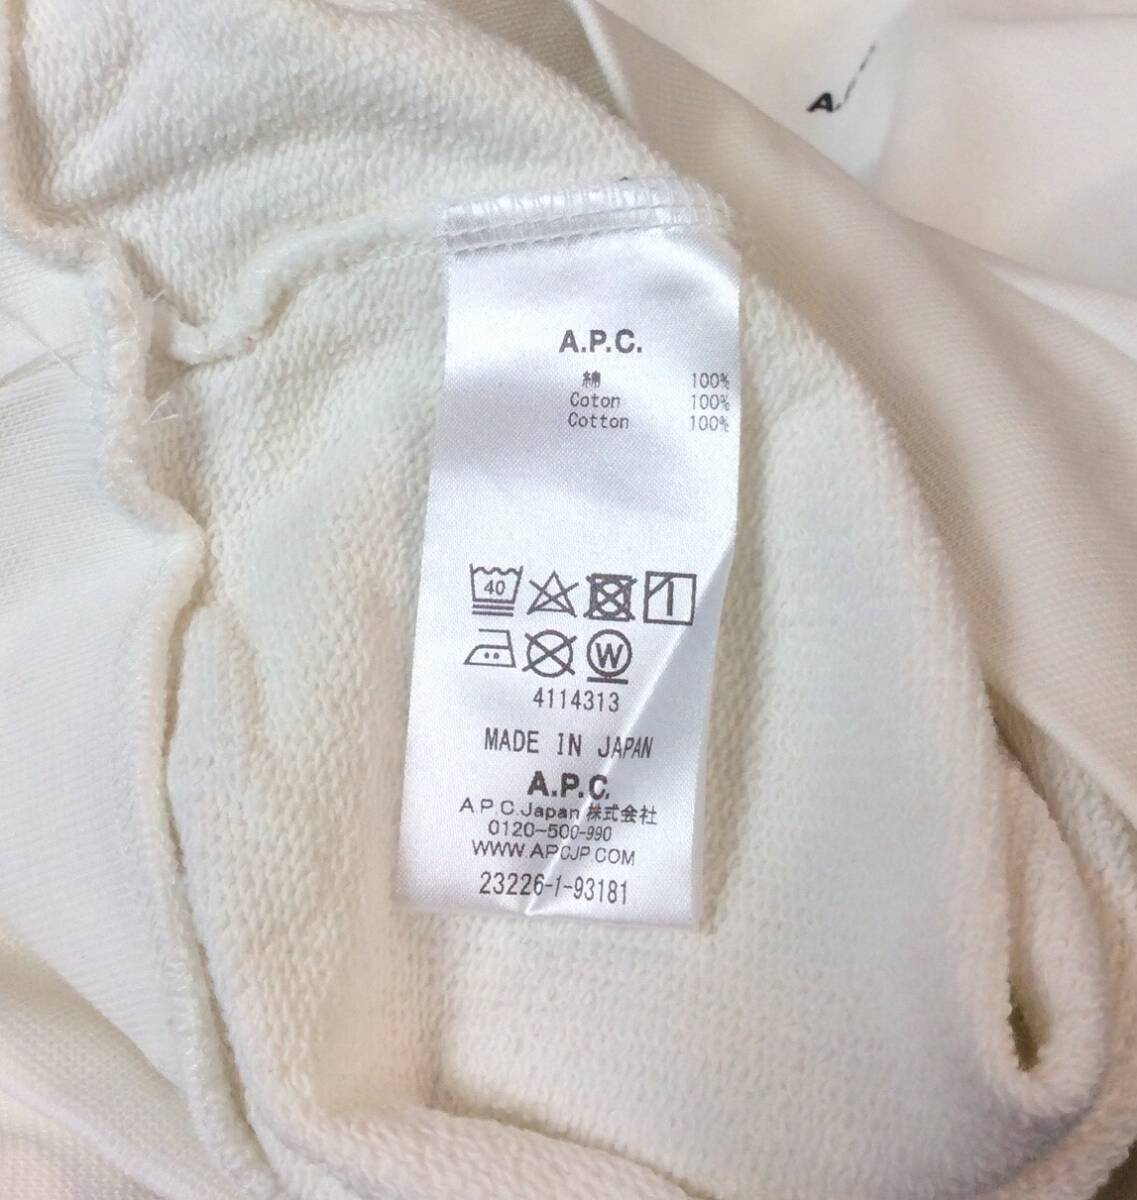 A.P.C.
綿 100%
Coton 100%
Cotton 100%
40
W
4114313
MADE IN JAPAN
A.P.C.
A.P.C.Japan 株式会社
0120-500-990
WWW.APCJP.COM
23226-1-93181